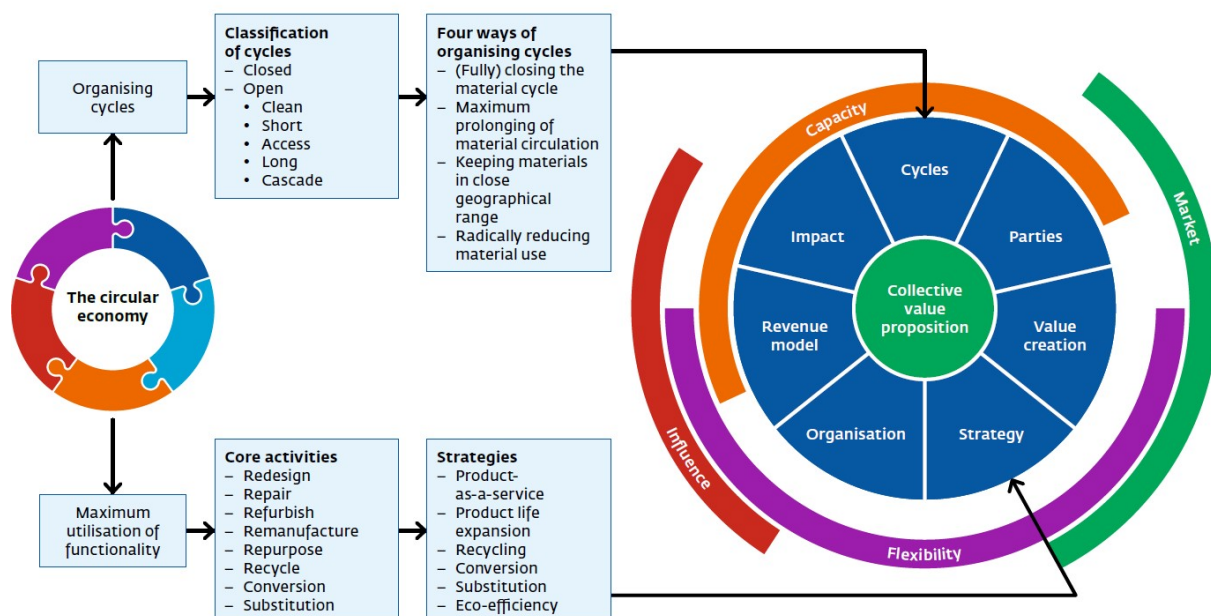 Organising
cycles
Classification
of cycles
– Closed
– Open
• Clean
• Short
• Access
• Long
• Cascade
Four ways of
organising cycles
– (Fully) closing the
material cycle
– Maximum
prolonging of
material circulation
– Keeping materials
in close
geographical
range
– Radically reducing
material use
The circular
economy
Maximum
utilisation of
functionality
Core activities
– Redesign
– Repair
– Refurbish
– Remanufacture
– Repurpose
– Recycle
– Conversion
– Substitution
Strategies
– Product-
as-a-service
– Product life
expansion
– Recycling
– Conversion
– Substitution
– Eco-efficiency
Capacity
Market
Influence
Flexibility
Cycles
Parties
Value
creation
Strategy
Organisation
Revenue
model
Impact
Collective
value
proposition